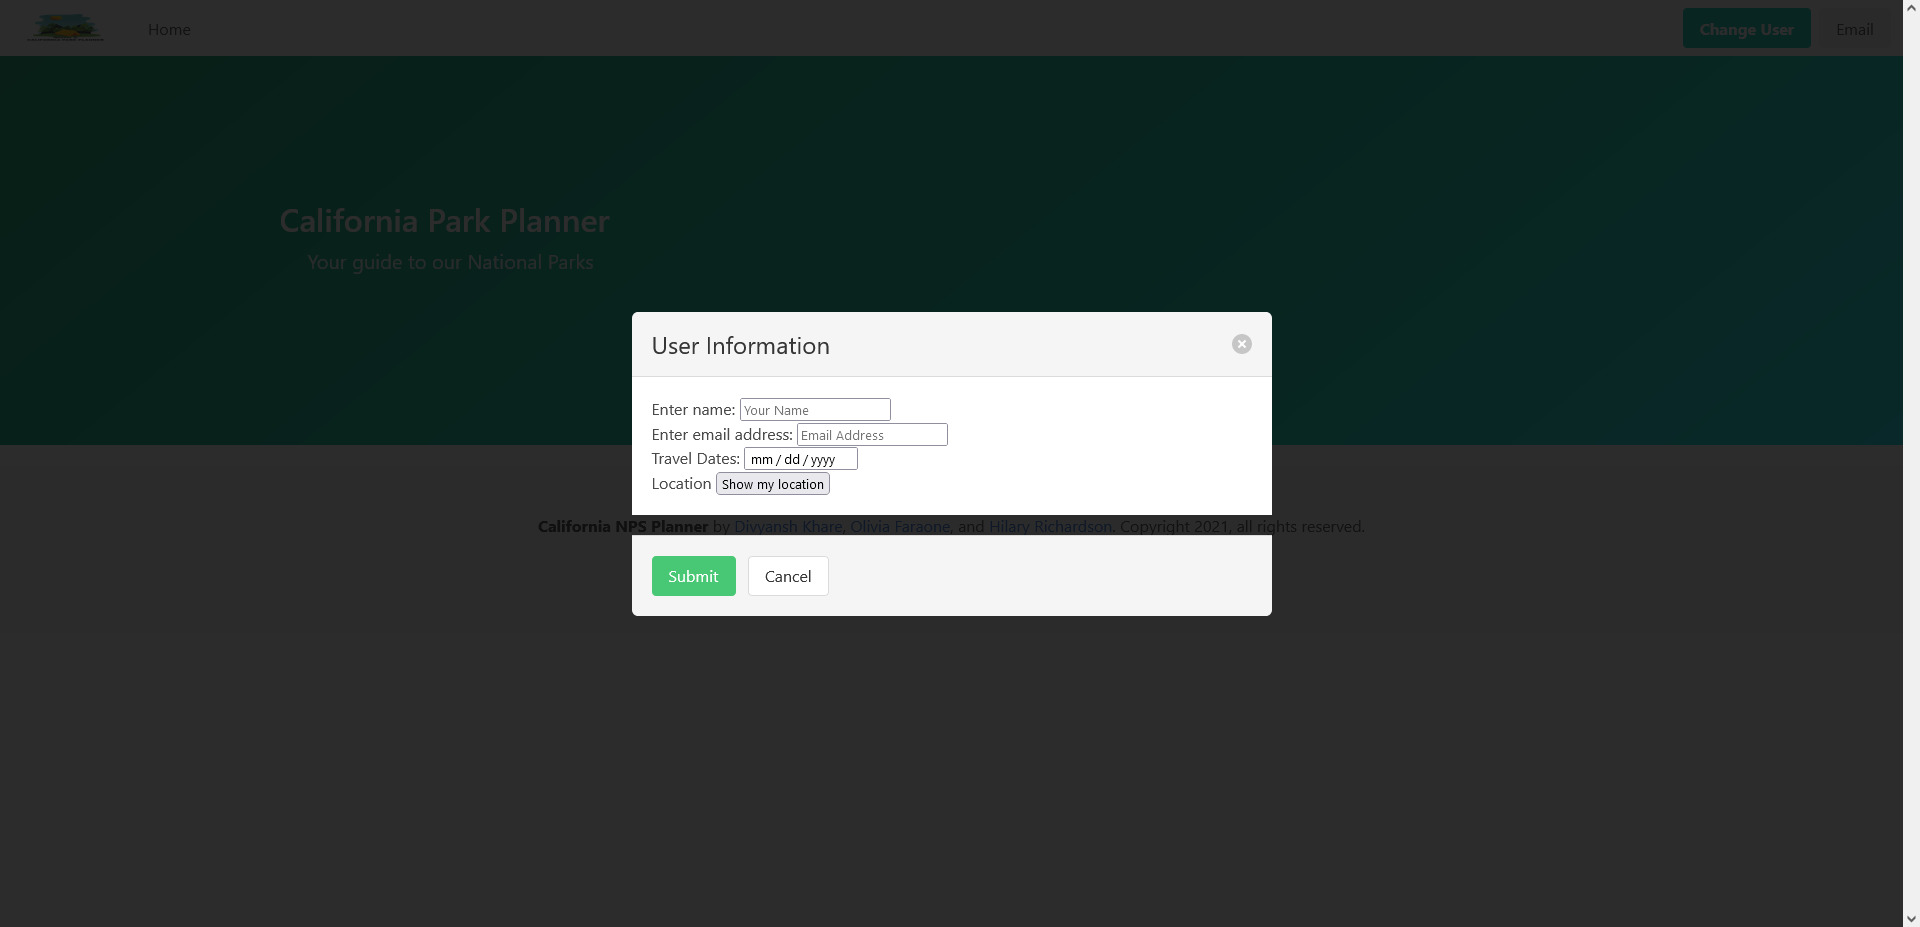 Home
Change User
Email
California Park Planner
Your guide to our National Parks
User Information
Enter name: Your Name
Enter email address: Email Address
Travel Dates: mm / dd / yyyy
Location Show my location
California NPS Planner by Divyansh Khare, Olivia Faraone, and Hilary Richardson. Copyright 2021, all rights reserved.
Submit
Cancel